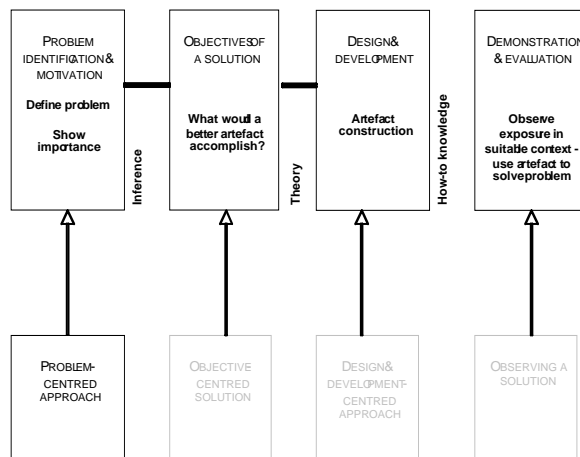 PROBLEM
IDENTIFICATION &
MOTIVATION
Define problem
Show
importance
Inference
OBJECTIVES OF
A SOLUTION
What would a
better artefact
accomplish?
Theory
DESIGN &
DEVELOPMENT
Artefact
construction
How-to knowledge
DEMONSTRATION
& EVALUATION
Observe
exposure in
suitable context -
use artefact to
solveproblem
PROBLEM-
CENTRED
APPROACH
OBJECTIVE
CENTRED
SOLUTION
DESIGN &
DEVELOPMENT-
CENTRED
APPROACH
OBSERVING A
SOLUTION